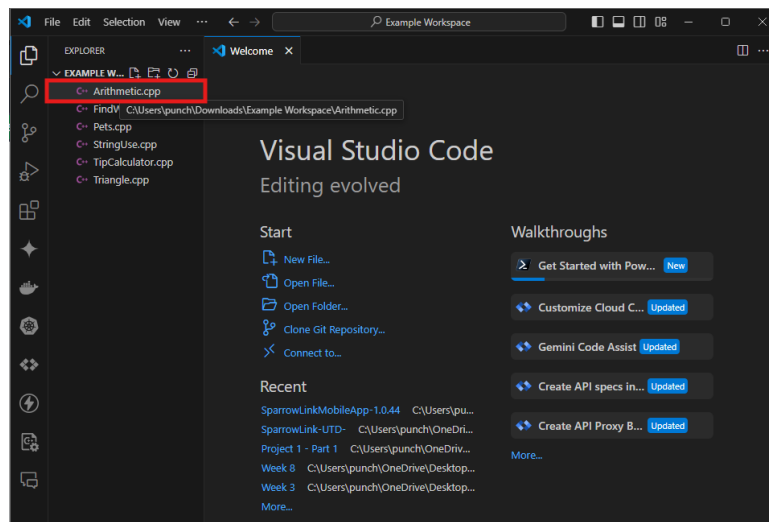 File Edit Selection View ··· Example Workspace
EXPLORER ···
Welcome
EXAMPLE W...
C++ Arithmetic.cpp
C++ FindV
C:\Users\punch\Downloads\Example Workspace\Arithmetic.cpp
C++ Pets.cpp
C++ StringUse.cpp
C++ TipCalculator.cpp
C++ Triangle.cpp
Visual Studio Code
Editing evolved
Start
New File...
Open File...
Open Folder...
Clone Git Repository...
Connect to...
Recent
SparrowLinkMobileApp-1.0.44 C:\Users\pu...
SparrowLink-UTD- C:\Users\punch\OneDri...
Project 1 - Part 1 C:\Users\punch\OneDriv...
Week 8 C:\Users\punch\OneDrive\Desktop...
Week 3 C:\Users\punch\OneDrive\Desktop...
More...
Walkthroughs
Get Started with Pow... New
Customize Cloud C... Updated
Gemini Code Assist Updated
Create API specs in... Updated
Create API Proxy B... Updated
More...